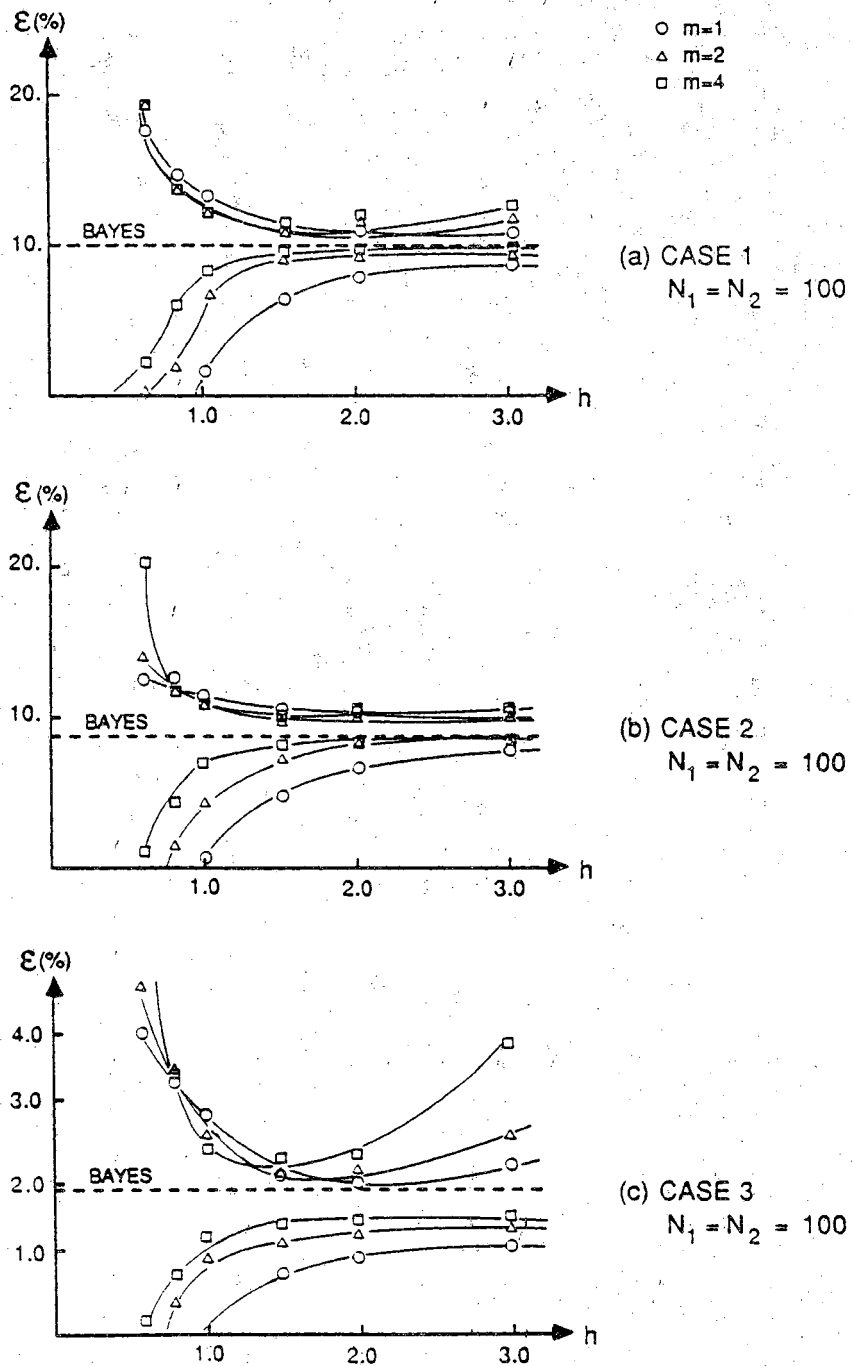 ε(%)
○ m=1
△ m=2
□ m=4
20.
BAYES
10.
(a) CASE 1
N₁ = N₂ = 100
1.0 2.0 3.0 h
ε(%)
20.
10.
BAYES
(b) CASE 2
N₁ = N₂ = 100
1.0 2.0 3.0 h
ε(%)
4.0
3.0
BAYES
2.0
(c) CASE 3
N₁ = N₂ = 100
1.0
1.0 2.0 3.0 h